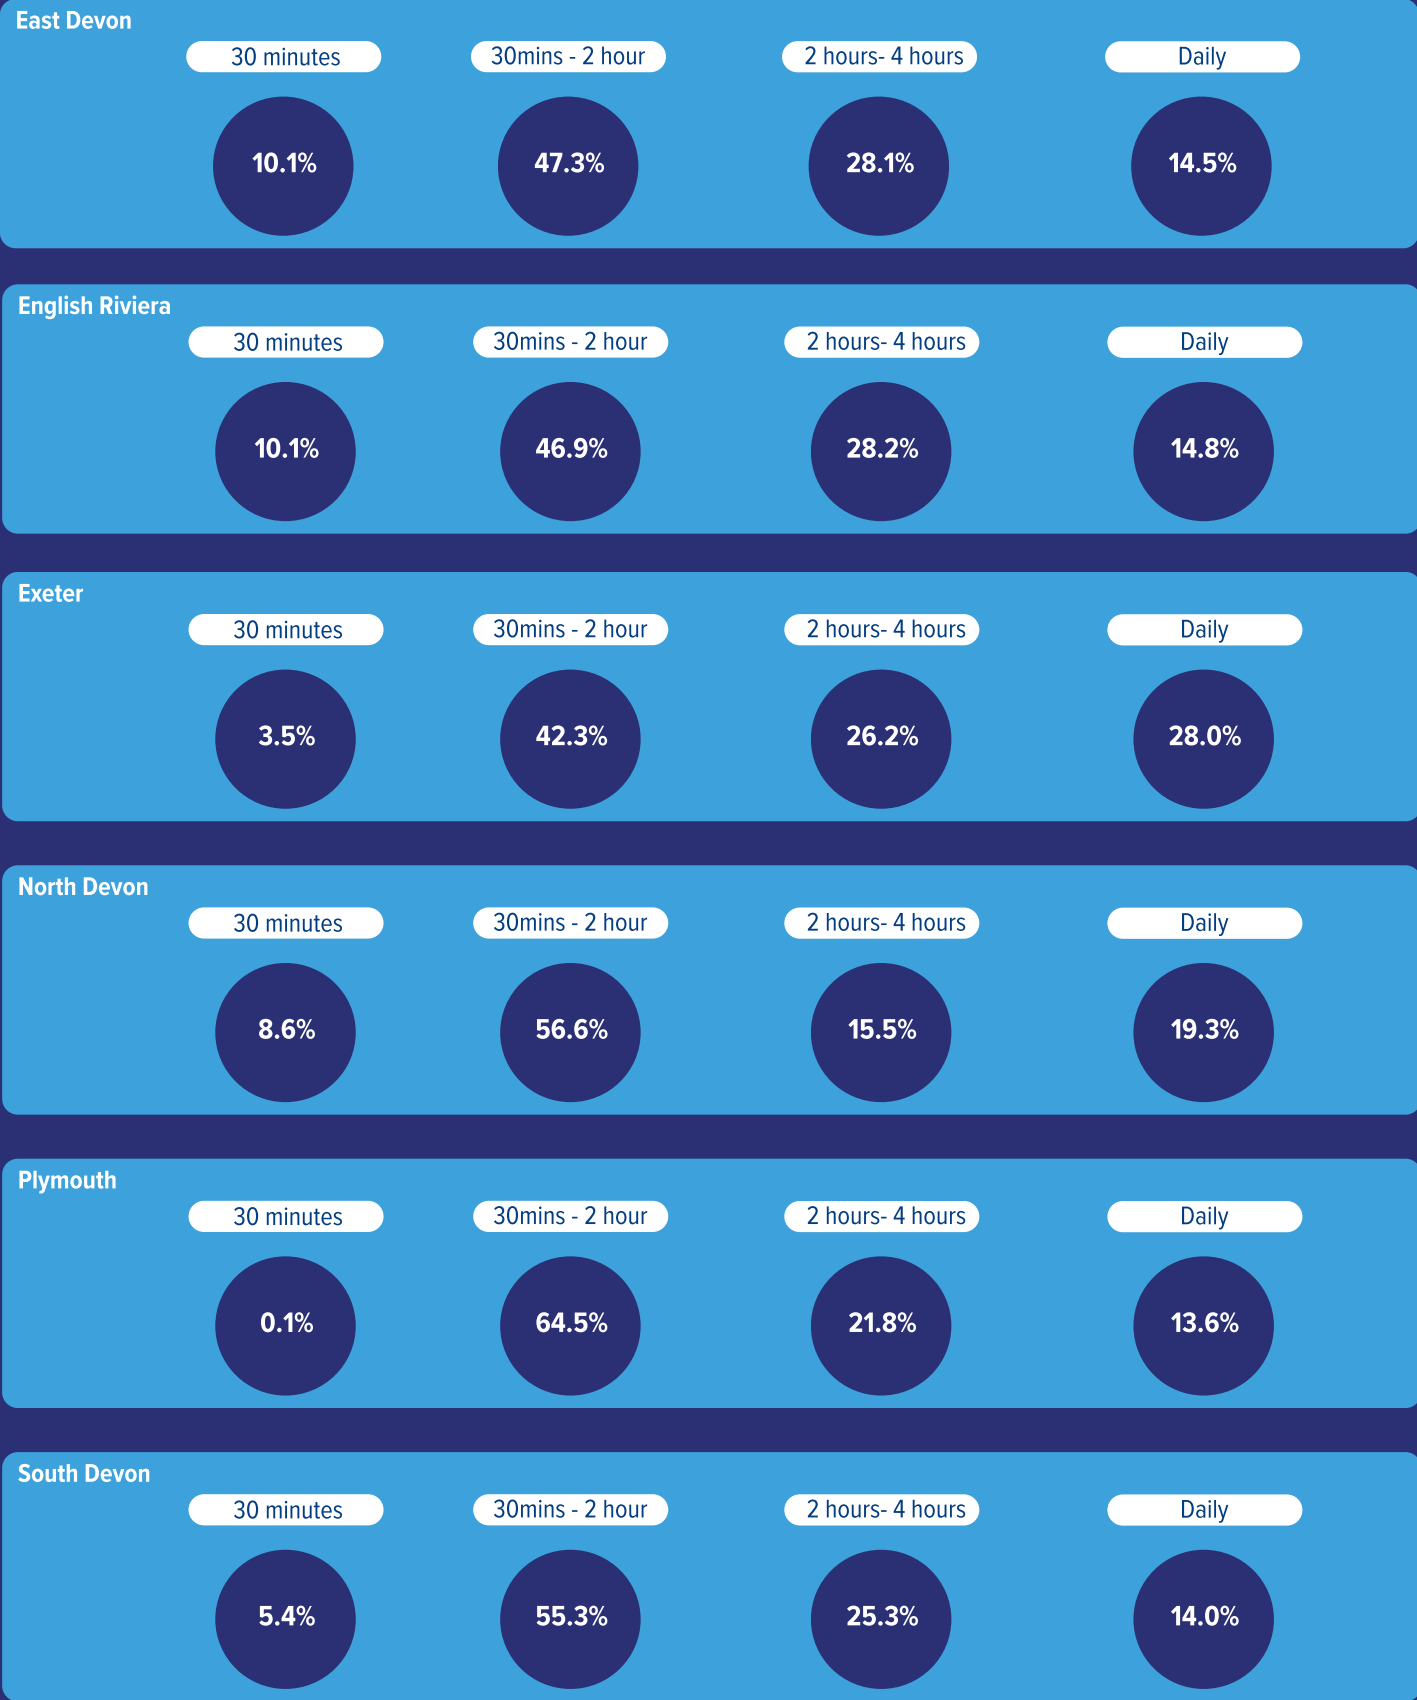 East Devon
30 minutes 30mins - 2 hour 2 hours- 4 hours Daily
10.1% 47.3% 28.1% 14.5%
English Riviera
30 minutes 30mins - 2 hour 2 hours- 4 hours Daily
10.1% 46.9% 28.2% 14.8%
Exeter
30 minutes 30mins - 2 hour 2 hours- 4 hours Daily
3.5% 42.3% 26.2% 28.0%
North Devon
30 minutes 30mins - 2 hour 2 hours- 4 hours Daily
8.6% 56.6% 15.5% 19.3%
Plymouth
30 minutes 30mins - 2 hour 2 hours- 4 hours Daily
0.1% 64.5% 21.8% 13.6%
South Devon
30 minutes 30mins - 2 hour 2 hours- 4 hours Daily
5.4% 55.3% 25.3% 14.0%